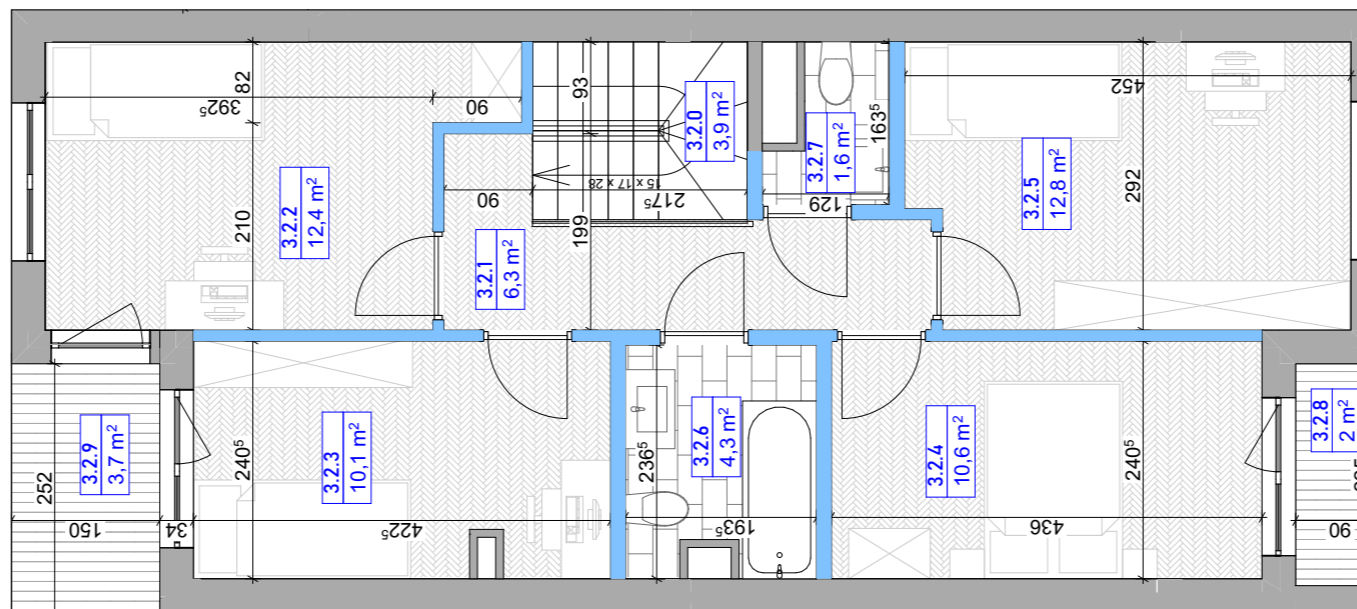 82
392⁵
90
93
3.2.0
3,9 m²
163⁵
452
3.2.7
1,6 m²
3.2.5
12,8 m²
3.2.2
12,4 m²
15 x 17 x 28
90
217⁵
129
292
210
199
3.2.1
6,3 m²
3.2.9
3,7 m²
3.2.3
10,1 m²
3.2.6
4,3 m²
3.2.4
10,6 m²
3.2.8
2 m²
252
240⁵
236⁵
240⁵
150
34
422⁵
193⁵
436
90